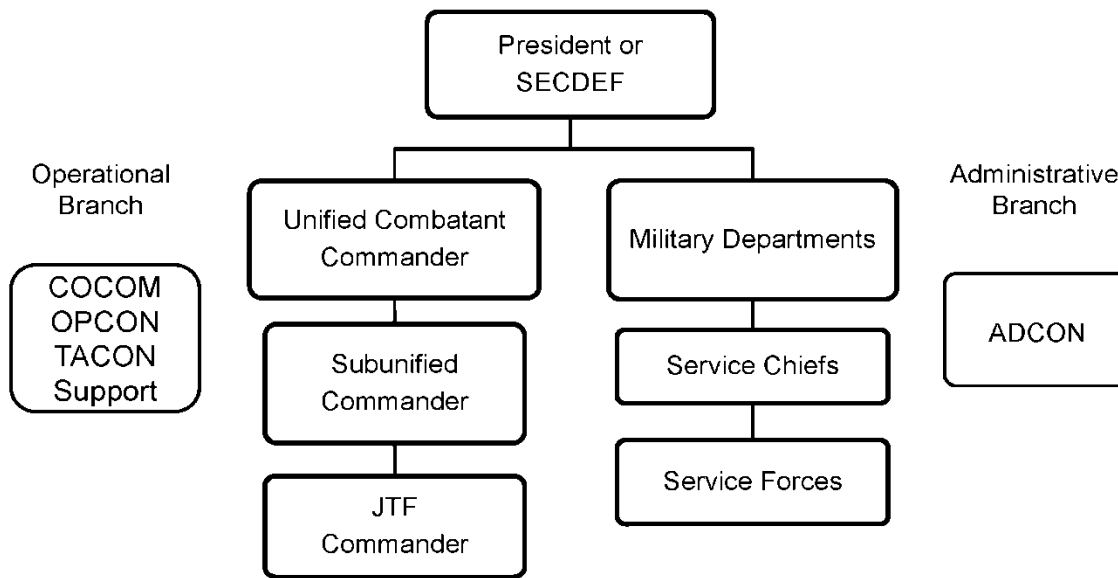 President or
SECDEF
Operational
Branch
Administrative
Branch
Unified Combatant
Commander
Military Departments
COCOM
OPCON
TACON
Support
ADCON
Subunified
Commander
Service Chiefs
Service Forces
JTF
Commander